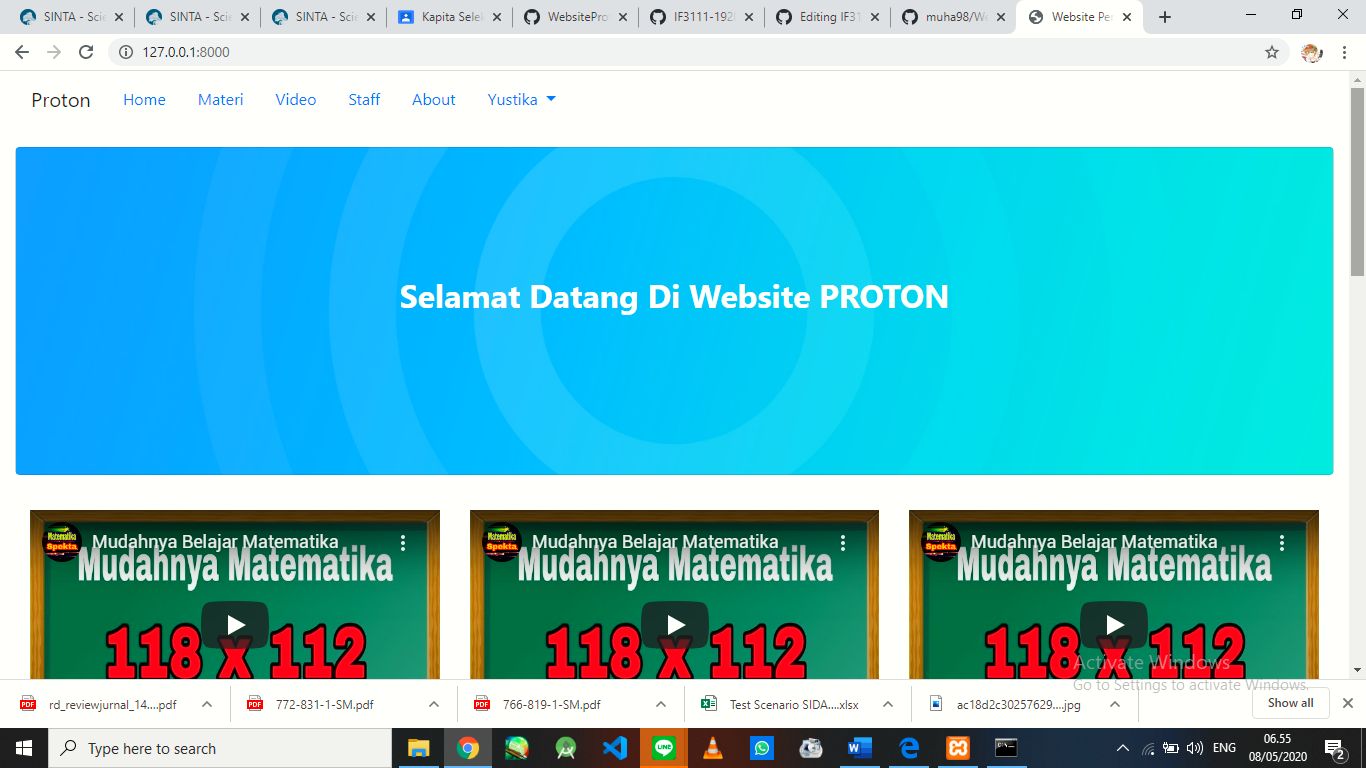 SINTA - Scie
SINTA - Scie
SINTA - Scie
Kapita Selek
WebsitePro
IF3111-1920
Editing IF31
muha98/We
Website Per
127.0.0.1:8000
Proton
Home
Materi
Video
Staff
About
Yustika
Selamat Datang Di Website PROTON
Matematika
Spekta
Mudahnya Belajar Matematika
Mudahnya Matematika
118 x 112
Matematika
Spekta
Mudahnya Belajar Matematika
Mudahnya Matematika
118 x 112
Matematika
Spekta
Mudahnya Belajar Matematika
Mudahnya Matematika
118 x 112
Activate Windows
Go to Settings to activate Windows.
rd_reviewjurnal_14....pdf
772-831-1-SM.pdf
766-819-1-SM.pdf
Test Scenario SIDA....xlsx
ac18d2c30257629....jpg
Show all
Type here to search
ENG
06.55
08/05/2020
2